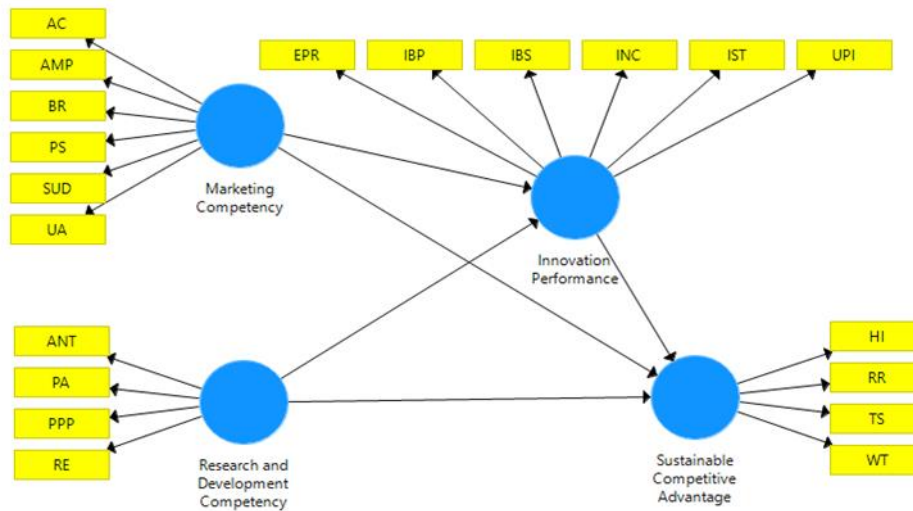 AC
AMP
BR
PS
SUD
UA
Marketing
Competency
EPR
IBP
IBS
INC
IST
UPI
Innovation
Performance
ANT
PA
PPP
RE
Research and
Development
Competency
HI
RR
TS
WT
Sustainable
Competitive
Advantage